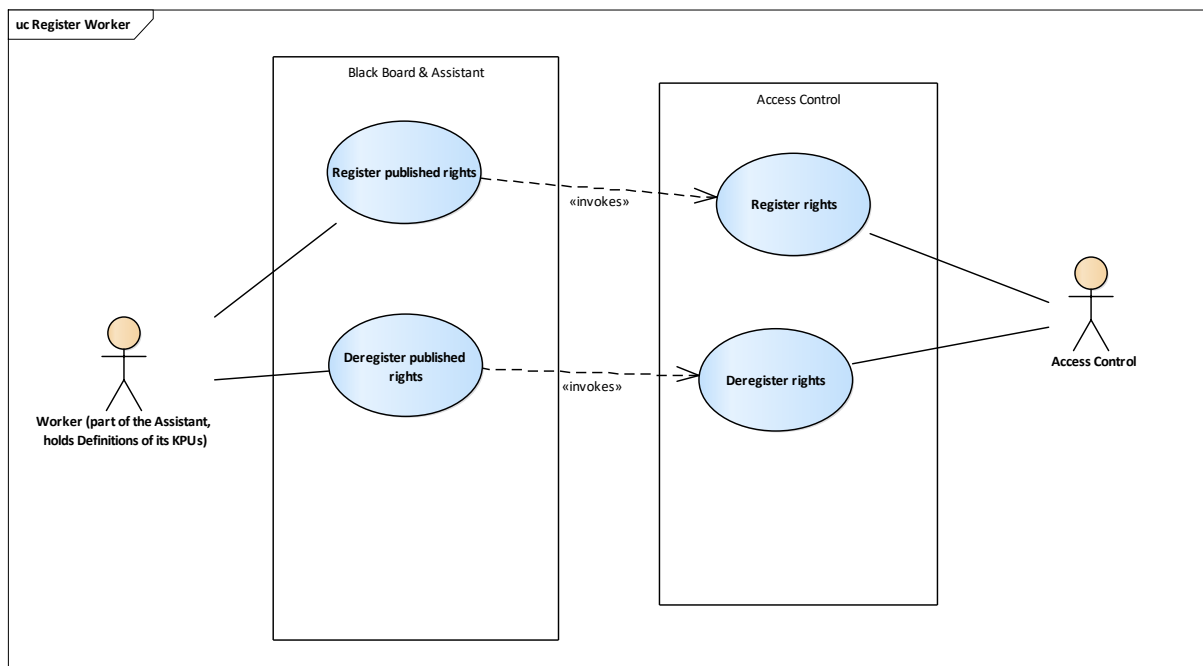 uc Register Worker
Black Board & Assistant
Access Control
Register published rights
«invokes»
Register rights
Deregister published
rights
«invokes»
Deregister rights
Worker (part of the Assistant,
holds Definitions of its KPUs)
Access Control